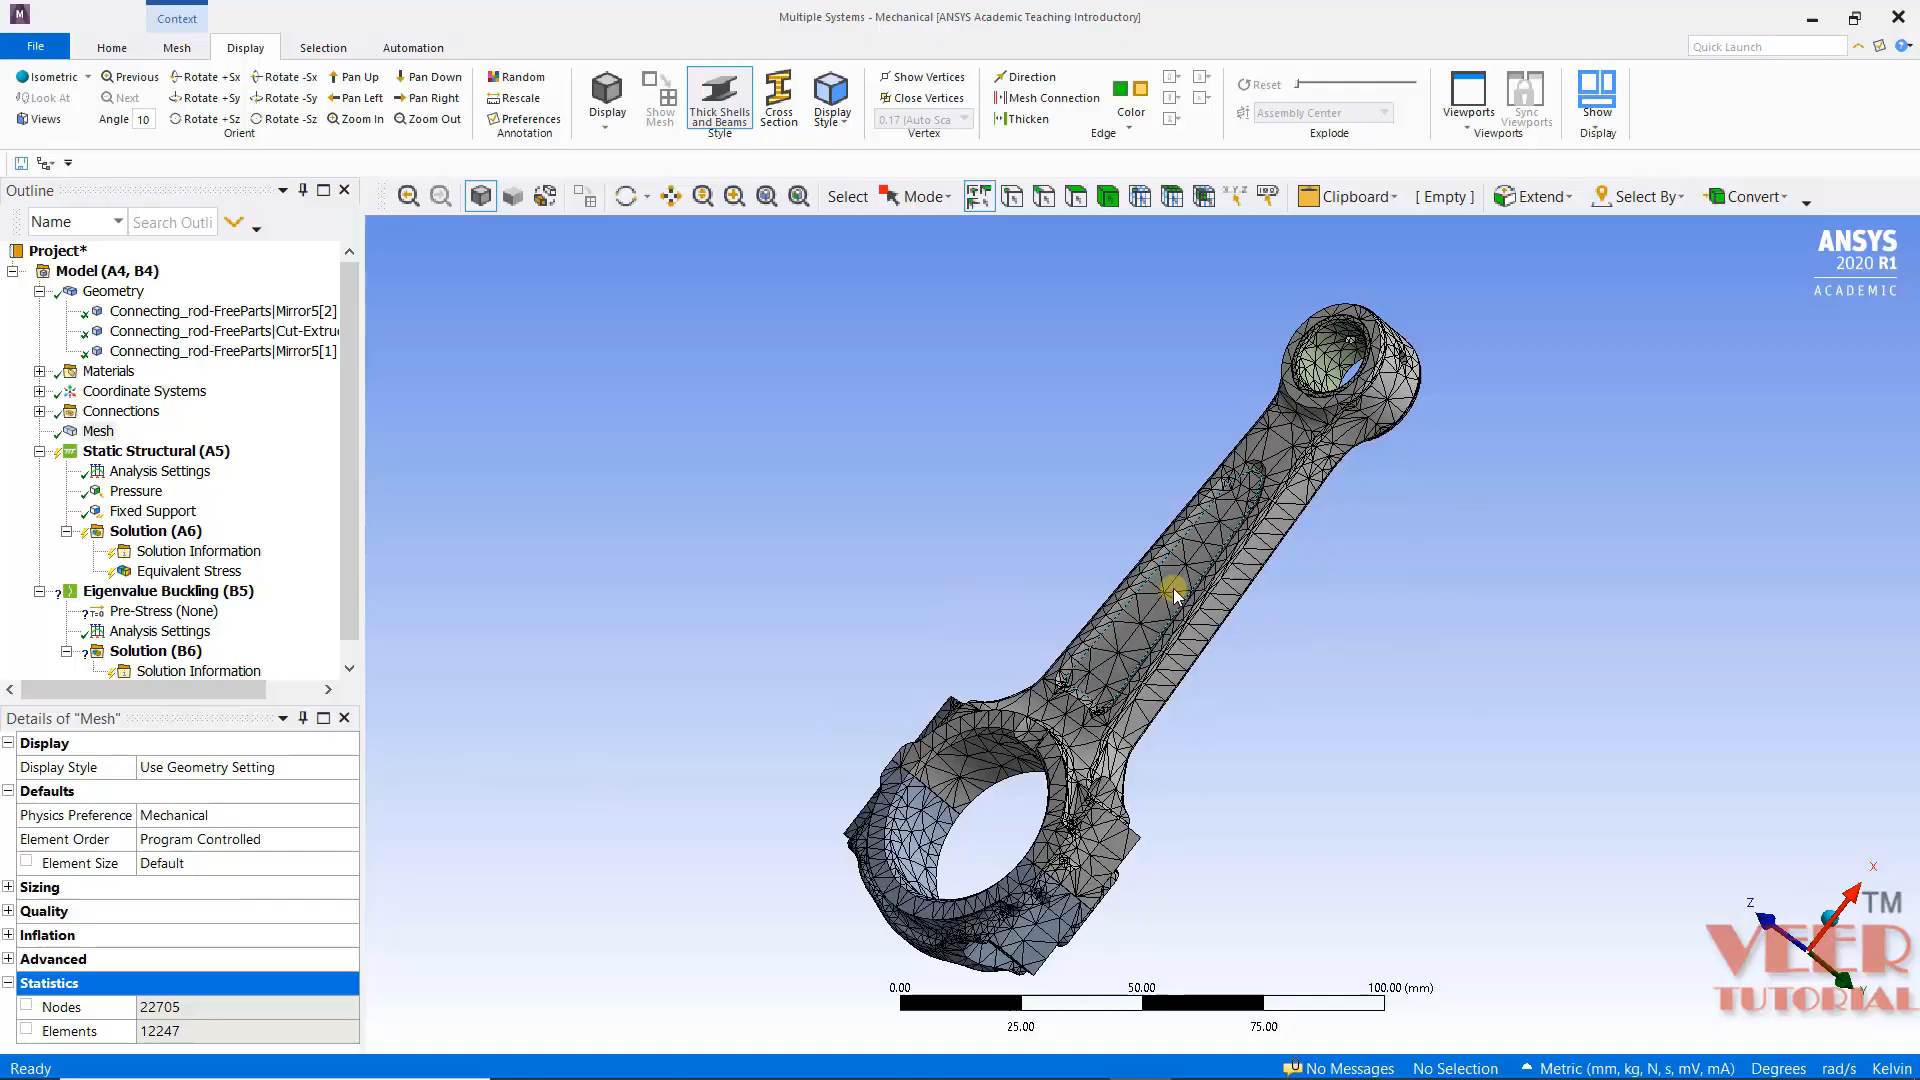 Context
Multiple Systems - Mechanical [ANSYS Academic Teaching Introductory]
File
Home
Mesh
Display
Selection
Automation
Quick Launch
Isometric
Previous
Rotate +Sx
Rotate -Sx
Pan Up
Pan Down
Look At
Next
Rotate +Sy
Rotate -Sy
Pan Left
Pan Right
Views
Angle 10
Rotate +Sz
Rotate -Sz
Zoom In
Zoom Out
Orient
Random
Rescale
Preferences
Annotation
Display
Show Mesh
Thick Shells and Beams
Cross Section
Display Style
Style
Show Vertices
Close Vertices
0.17 (Auto Sca
Vertex
Direction
Mesh Connection
Thicken
Color
Edge
Reset
Assembly Center
Explode
Viewports
Sync Viewports
Viewports
Show
Display
Outline
Name
Search Outli
Select
Mode
Clipboard
[ Empty ]
Extend
Select By
Convert
Project*
Model (A4, B4)
Geometry
Connecting_rod-FreeParts|Mirror5[2]
Connecting_rod-FreeParts|Cut-Extru
Connecting_rod-FreeParts|Mirror5[1]
Materials
Coordinate Systems
Connections
Mesh
Static Structural (A5)
Analysis Settings
Pressure
Fixed Support
Solution (A6)
Solution Information
Equivalent Stress
Eigenvalue Buckling (B5)
Pre-Stress (None)
Analysis Settings
Solution (B6)
Solution Information
Details of "Mesh"
Display
Display Style Use Geometry Setting
Defaults
Physics Preference Mechanical
Element Order Program Controlled
Element Size Default
Sizing
Quality
Inflation
Advanced
Statistics
Nodes 22705
Elements 12247
ANSYS
2020 R1
ACADEMIC
0.00 50.00 100.00 (mm)
25.00 75.00
X
Z
Y
TM
VEER
TUTORIAL
Ready
No Messages
No Selection
Metric (mm, kg, N, s, mV, mA)
Degrees
rad/s
Kelvin